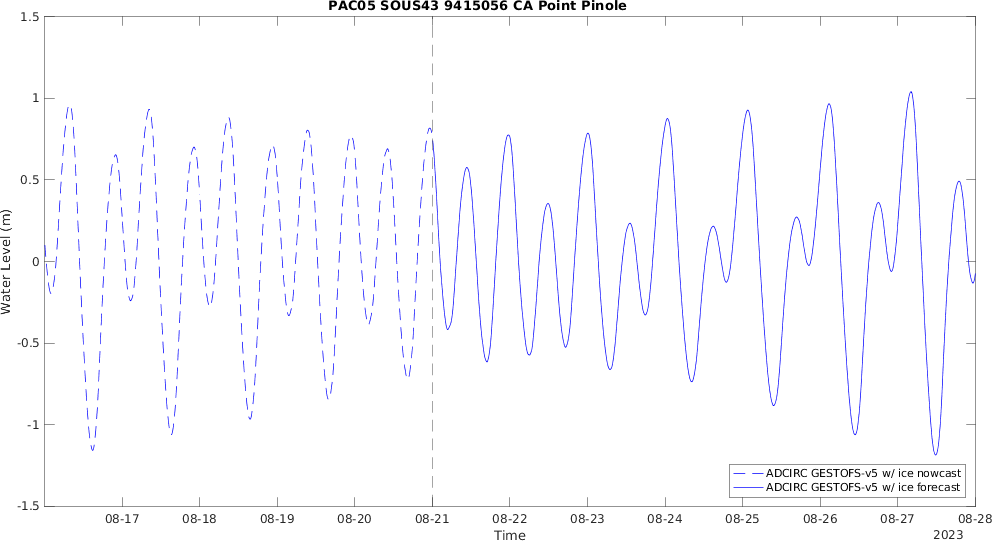 PAC05 SOUS43 9415056 CA Point Pinole
1.5
1
0.5
0
-0.5
-1
-1.5
Water Level (m)
08-17 08-18 08-19 08-20 08-21 08-22 08-23 08-24 08-25 08-26 08-27 08-28
Time
2023
ADCIRC GESTOFS-v5 w/ ice nowcast
ADCIRC GESTOFS-v5 w/ ice forecast